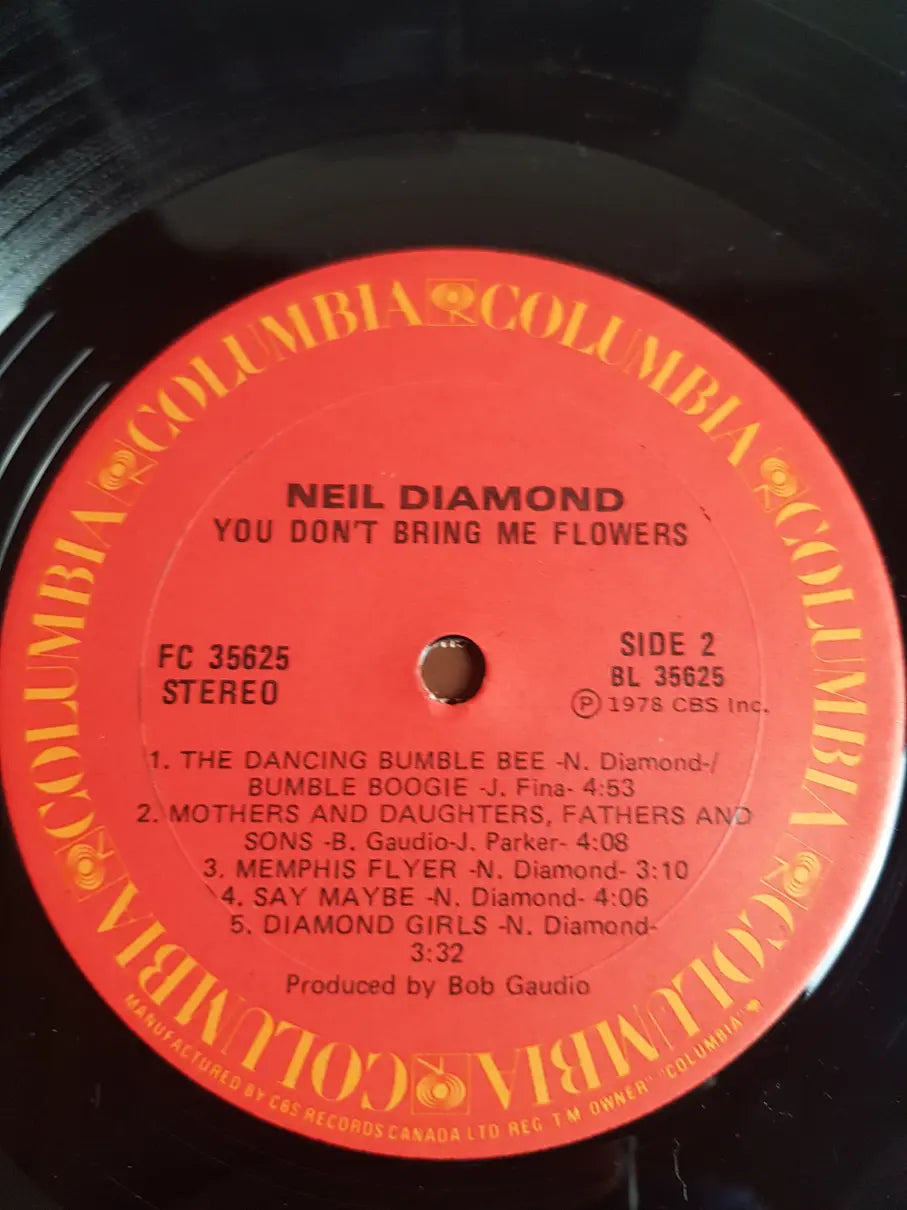 COLUMBIA COLUMBIA COLUMBIA COLUMBIA COLUMBIA COLUMBIA
NEIL DIAMOND
YOU DON'T BRING ME FLOWERS
FC 35625
STEREO
SIDE 2
BL 35625
Ⓟ 1978 CBS Inc.
1. THE DANCING BUMBLE BEE -N. Diamond-/
BUMBLE BOOGIE -J. Fina- 4:53
2. MOTHERS AND DAUGHTERS, FATHERS AND
SONS -B. Gaudio-J. Parker- 4:08
3. MEMPHIS FLYER -N. Diamond- 3:10
4. SAY MAYBE -N. Diamond- 4:06
5. DIAMOND GIRLS -N. Diamond-
3:32
Produced by Bob Gaudio
MANUFACTURED BY CBS RECORDS CANADA LTD REG T M OWNER "COLUMBIA"